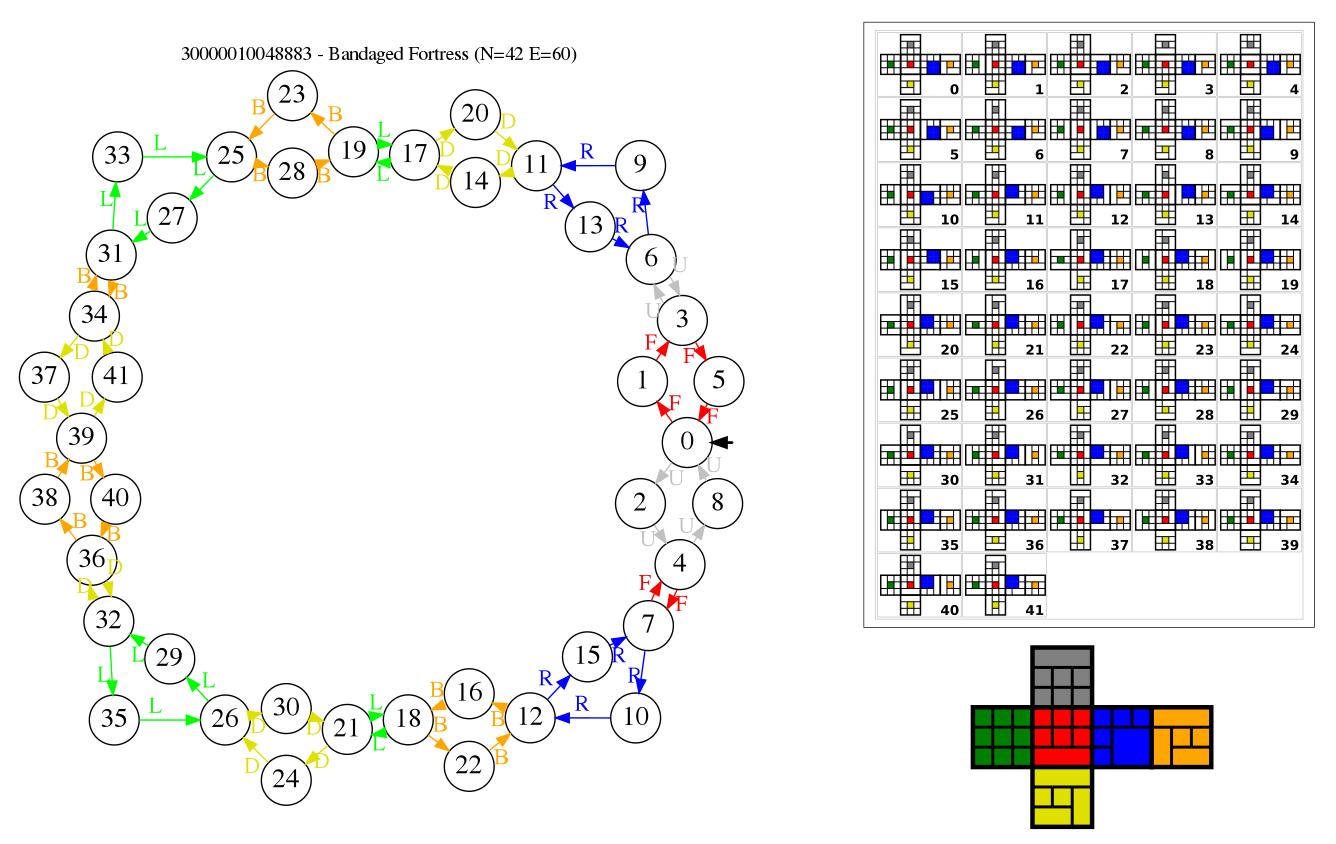 30000010048883 - Bandaged Fortress (N=42 E=60)
23
B B
20
33 L 25 B 28 B 19 L L 17 D D 14 D D 11 R 9
L 27 L R 13 R R
L 31 6 U
B B U
34 3
D D F F
37 41 1 5
D D F F
39 0
B B U U
38 40 2 8
B B U U
36 4
D D F F
32 7
L 29 L 15 R R
L R
35 L 26 D 30 D 21 L L 18 B 16 B 12 R 10
D 24 D B 22 B
0 1 2 3 4
5 6 7 8 9
10 11 12 13 14
15 16 17 18 19
20 21 22 23 24
25 26 27 28 29
30 31 32 33 34
35 36 37 38 39
40 41